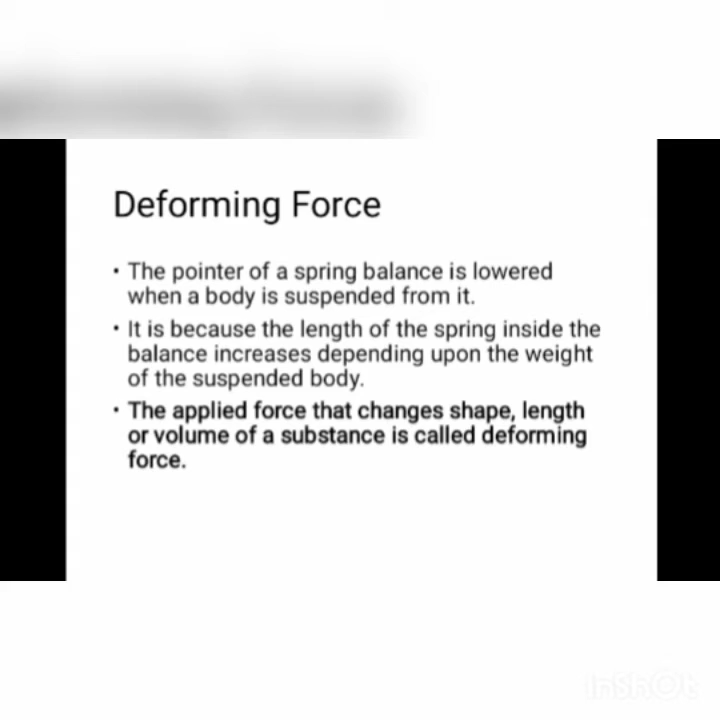 Deforming Force
• The pointer of a spring balance is lowered
when a body is suspended from it.
• It is because the length of the spring inside the
balance increases depending upon the weight
of the suspended body.
• The applied force that changes shape, length
or volume of a substance is called deforming
force.
INSHOT